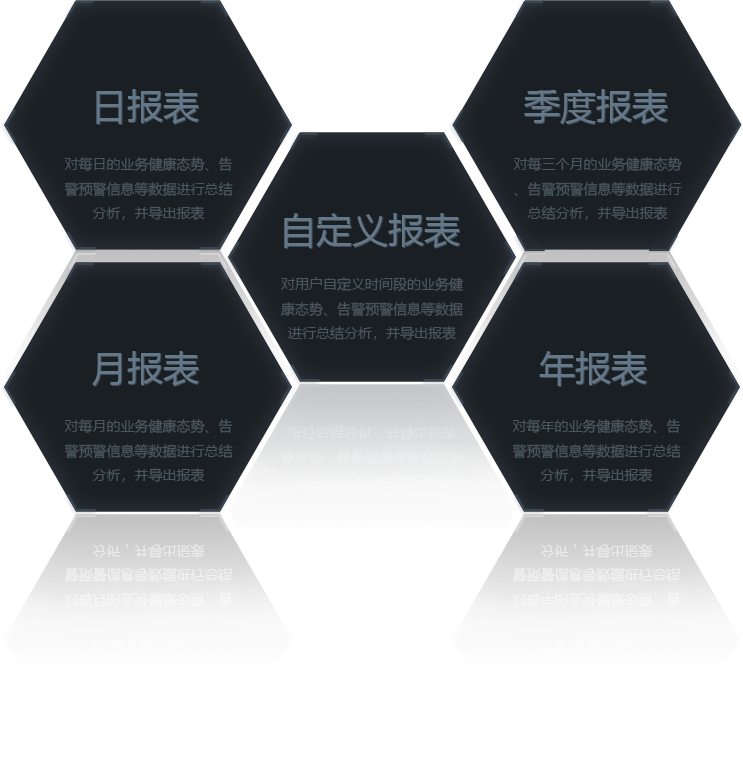 日报表
对每日的业务健康态势、告
警预警信息等数据进行总结
分析，并导出报表
季度报表
对每三个月的业务健康态势
、告警预警信息等数据进行
总结分析，并导出报表
自定义报表
对用户自定义时间段的业务健
康态势、告警预警信息等数据
进行总结分析，并导出报表
月报表
对每月的业务健康态势、告
警预警信息等数据进行总结
分析，并导出报表
年报表
对每年的业务健康态势、告
警预警信息等数据进行总结
分析，并导出报表